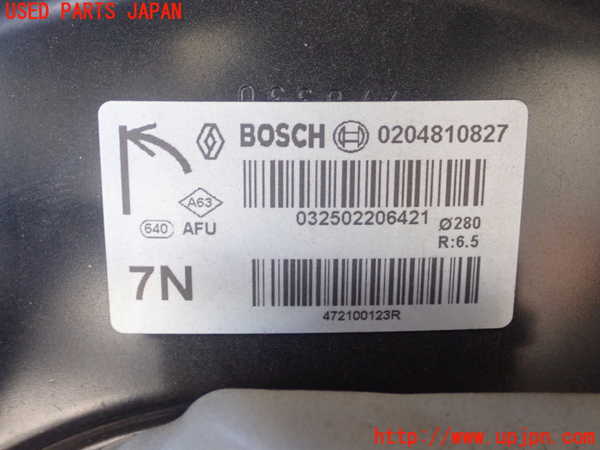 USED PARTS JAPAN
BOSCH 0204810827
032502206421
A63
640 AFU
Ø280
R:6.5
7N
472100123R
http://www.upjpn.com/